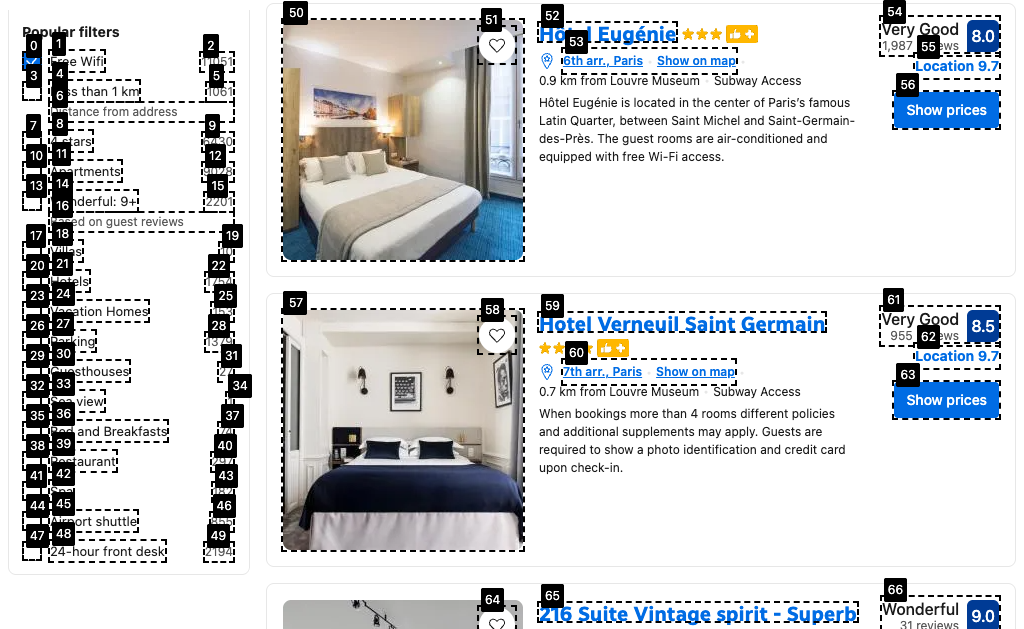 Popular filters
0
1
2
Free Wifi
3
4
5
ess than 1 km
1061
6
Distance from address
7
8
9
stars
6430
10
11
12
Apartments
9028
13
14
15
nderful: 9+
2201
16
Based on guest reviews
17
18
19
Villas
20
21
22
Hotels
1754
23
24
25
Vacation Homes
153
26
27
28
Parking
1379
29
30
31
Guesthouses
27
32
33
34
Sea view
35
36
37
Bed and Breakfasts
74
38
39
40
Restaurant
297
41
42
43
Spa
182
44
45
46
Airport shuttle
855
47
48
49
24-hour front desk
2194
50
51
52
Hotel Eugénie
53
6th arr., Paris · Show on map
0.9 km from Louvre Museum · Subway Access
Hôtel Eugénie is located in the center of Paris’s famous
Latin Quarter, between Saint Michel and Saint-Germain-
des-Près. The guest rooms are air-conditioned and
equipped with free Wi-Fi access.
54
Very Good
8.0
1,987
ews
55
Location 9.7
56
Show prices
57
58
59
Hotel Verneuil Saint Germain
60
7th arr., Paris · Show on map
0.7 km from Louvre Museum · Subway Access
When bookings more than 4 rooms different policies
and additional supplements may apply. Guests are
required to show a photo identification and credit card
upon check-in.
61
Very Good
8.5
955
ews
62
Location 9.7
63
Show prices
64
65
216 Suite Vintage spirit - Superb
66
Wonderful
31 reviews
9.0